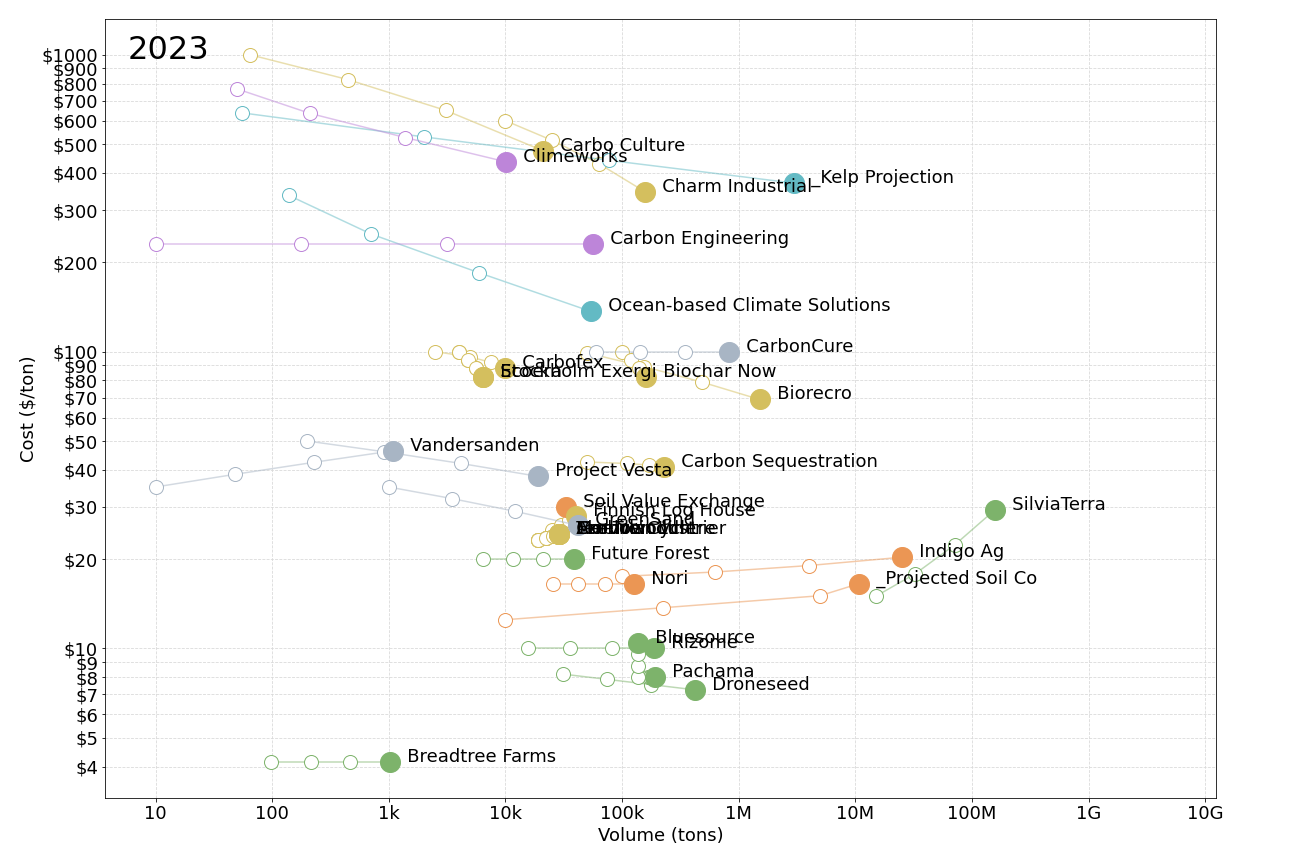 2023
$1000
$900
$800
$700
$600
$500
$400
$300
$200
$100
$90
$80
$70
$60
$50
$40
$30
$20
$10
$9
$8
$7
$6
$5
$4
Cost ($/ton)
Carbo Culture
Climeworks
_Kelp Projection
Charm Industrial
Carbon Engineering
Ocean-based Climate Solutions
CarbonCure
Carbofex
Stockholm Exergi
Biochar Now
Biorecro
Vandersanden
Carbon Sequestration
Project Vesta
Soil Value Exchange
SilviaTerra
Finnish Log House
GreenSand
Future Forest
Indigo Ag
Nori
_Projected Soil Co
Bluesource
Rizome
Pachama
Droneseed
Breadtree Farms
10
100
1k
10k
100k
1M
10M
100M
1G
10G
Volume (tons)